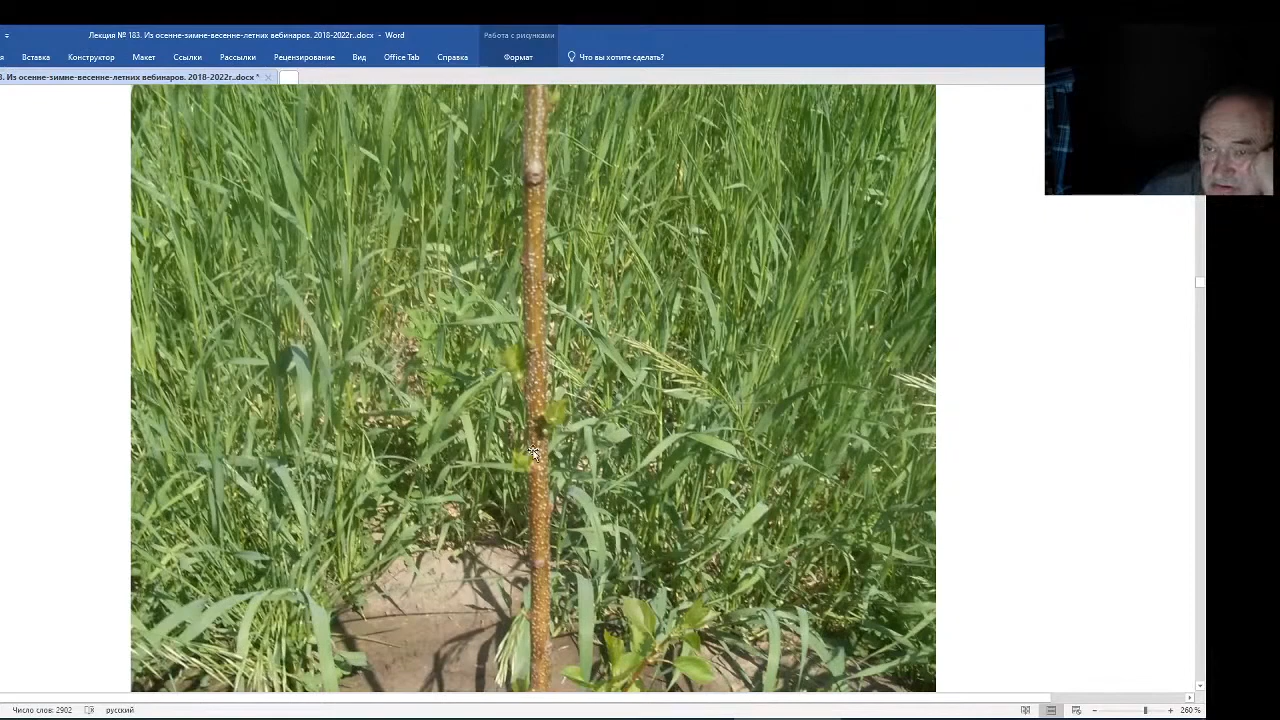 Лекция № 183. Из осенне-зимне-весенне-летних вебинаров. 2018-2022г..docx - Word
Работа с рисунками
Вставка Конструктор Макет Ссылки Рассылки Рецензирование Вид Office Tab Справка Формат Что вы хотите сделать?
3. Из осенне-зимне-весенне-летних вебинаров. 2018-2022г..docx *
Число слов: 2902 русский 260 %